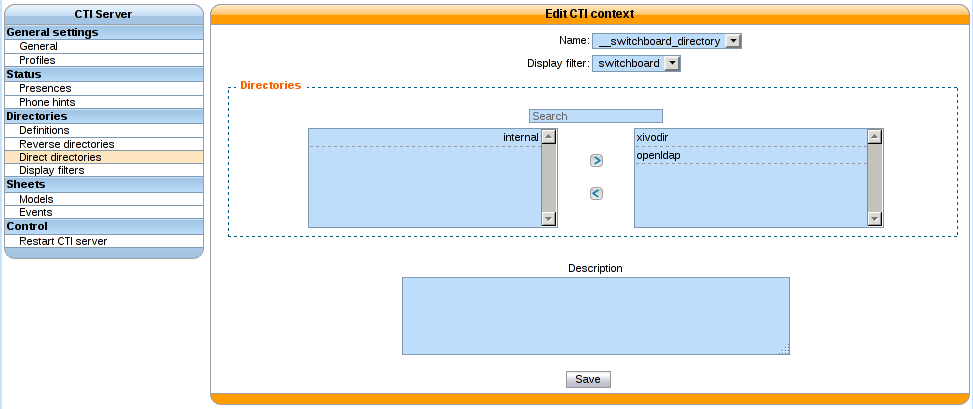 CTI Server
General settings
General
Profiles
Status
Presences
Phone hints
Directories
Definitions
Reverse directories
Direct directories
Display filters
Sheets
Models
Events
Control
Restart CTI server
Edit CTI context
Name: __switchboard_directory
Display filter: switchboard
Directories
Search
internal
xivodir
openldap
Description
Save